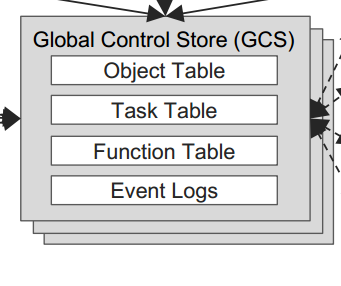 Global Control Store (GCS)
Object Table
Task Table
Function Table
Event Logs